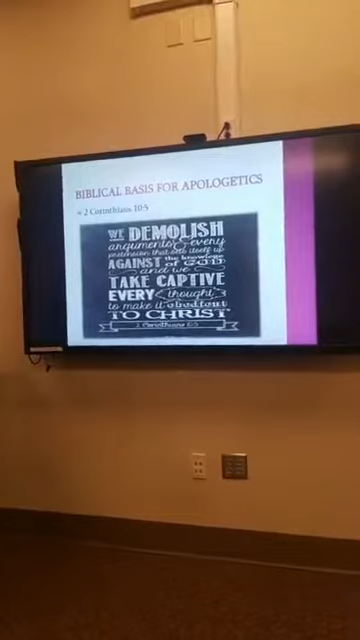 BIBLICAL BASIS FOR APOLOGETICS
2 Corinthians 10:5
WE DEMOLISH
arguments & every
pretension that sets itself up
AGAINST the knowledge of GOD
and we
TAKE CAPTIVE
EVERY thought
to make it obedient
TO CHRIST
2 Corinthians 10:5